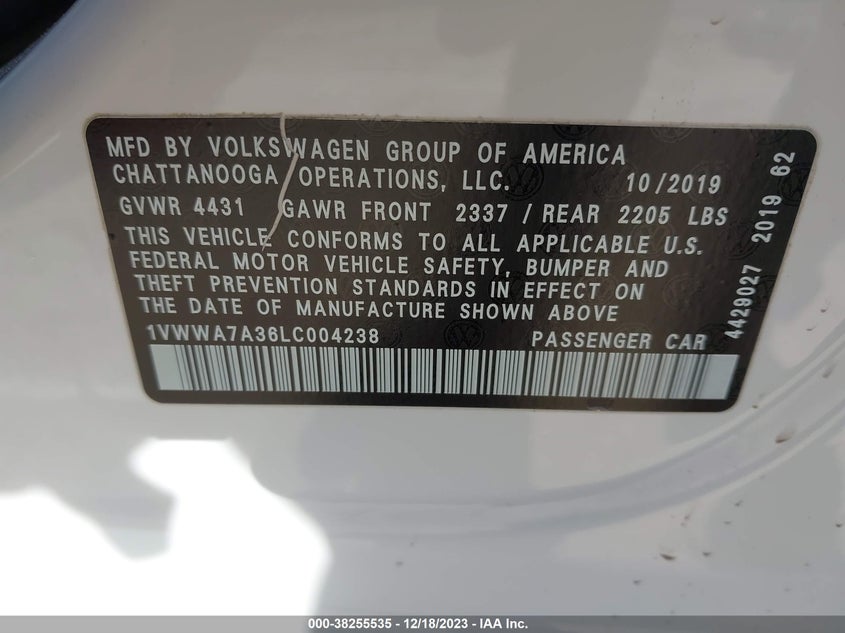 MFD BY VOLKSWAGEN GROUP OF AMERICA
CHATTANOOGA OPERATIONS, LLC. 10/2019
GVWR 4431 GAWR FRONT 2337 / REAR 2205 LBS
THIS VEHICLE CONFORMS TO ALL APPLICABLE U.S.
FEDERAL MOTOR VEHICLE SAFETY, BUMPER AND
THEFT PREVENTION STANDARDS IN EFFECT ON
THE DATE OF MANUFACTURE SHOWN ABOVE
1VWWA7A36LC004238 PASSENGER CAR
4429027 2019 62
000-38255535 - 12/18/2023 - IAA Inc.